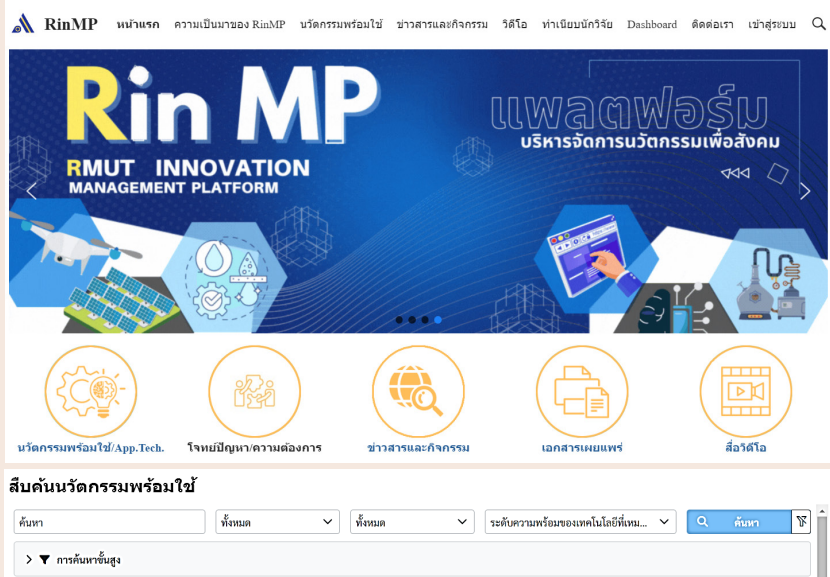 RinMP หน้าแรก ความเป็นมาของ RinMP นวัตกรรมพร้อมใช้ ข่าวสารและกิจกรรม วิดีโอ ทำเนียบนักวิจัย Dashboard ติดต่อเรา เข้าสู่ระบบ
Rin MP
RMUT INNOVATION
MANAGEMENT PLATFORM
แพลตฟอร์ม
บริหารจัดการนวัตกรรมเพื่อสังคม
นวัตกรรมพร้อมใช้/App.Tech. โจทย์ปัญหา/ความต้องการ ข่าวสารและกิจกรรม เอกสารเผยแพร่ สื่อวิดีโอ
สืบค้นนวัตกรรมพร้อมใช้
ค้นหา ทั้งหมด ทั้งหมด ระดับความพร้อมของเทคโนโลยีที่เหม... ค้นหา
การค้นหาขั้นสูง